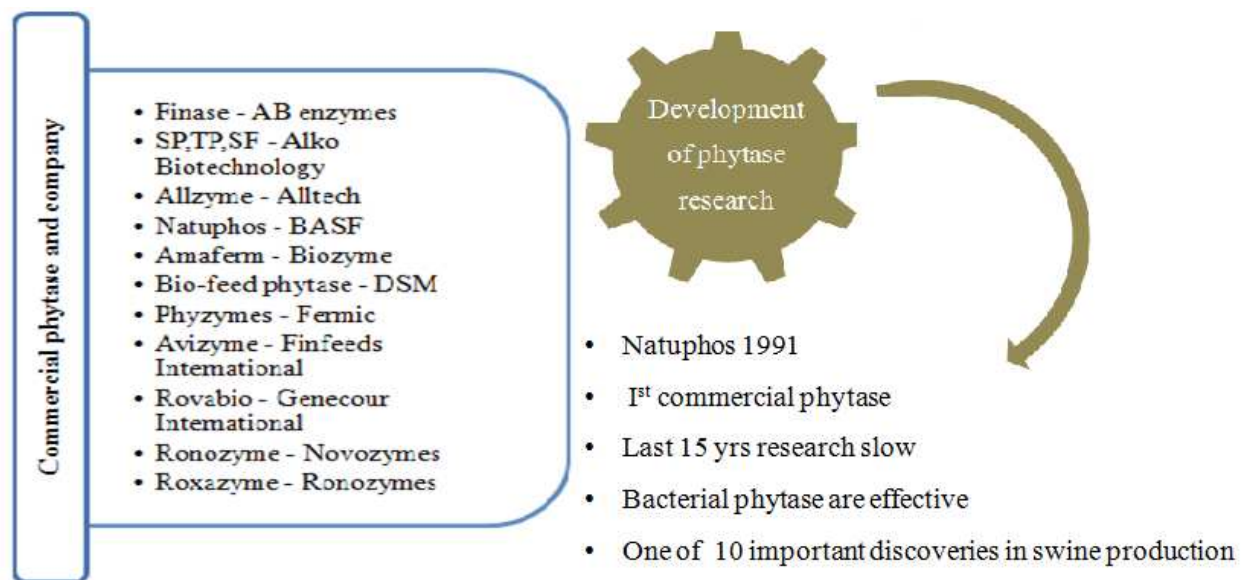 Commercial phytase and company
• Finase - AB enzymes
• SP,TP,SF - Alko
Biotechnology
• Allzyme - Alltech
• Natuphos - BASF
• Amaferm - Biozyme
• Bio-feed phytase - DSM
• Phyzymes - Fermic
• Avizyme - Finfeeds
International
• Rovabio - Genecour
International
• Ronozyme - Novozymes
• Roxazyme - Ronozymes
Development
of phytase
research
• Natuphos 1991
• Iˢᵗ commercial phytase
• Last 15 yrs research slow
• Bacterial phytase are effective
• One of 10 important discoveries in swine production